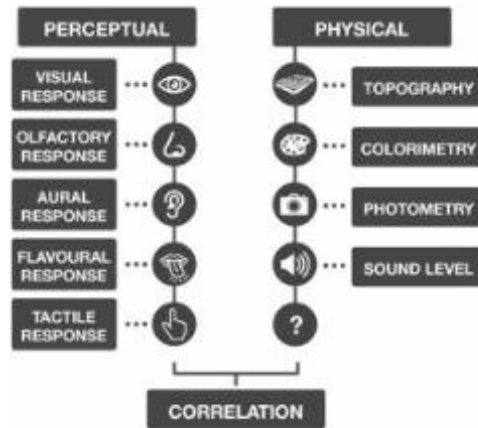 PERCEPTUAL
PHYSICAL
VISUAL
RESPONSE
TOPOGRAPHY
OLFACTORY
RESPONSE
COLORIMETRY
AURAL
RESPONSE
PHOTOMETRY
FLAVOURAL
RESPONSE
SOUND LEVEL
TACTILE
RESPONSE
?
CORRELATION